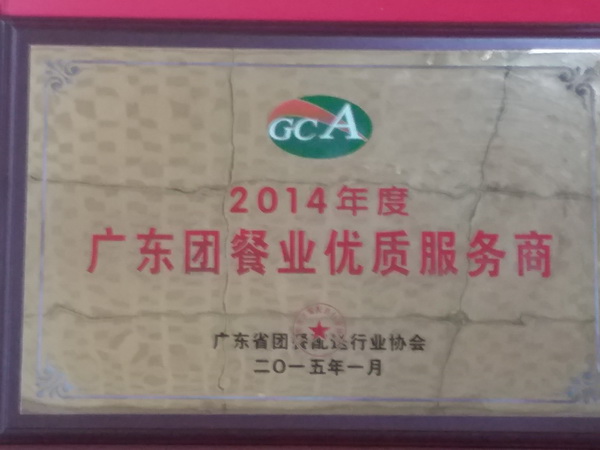 GCA
2014年度
广东团餐业优质服务商
广东省团餐配送行业协会
二〇一五年一月